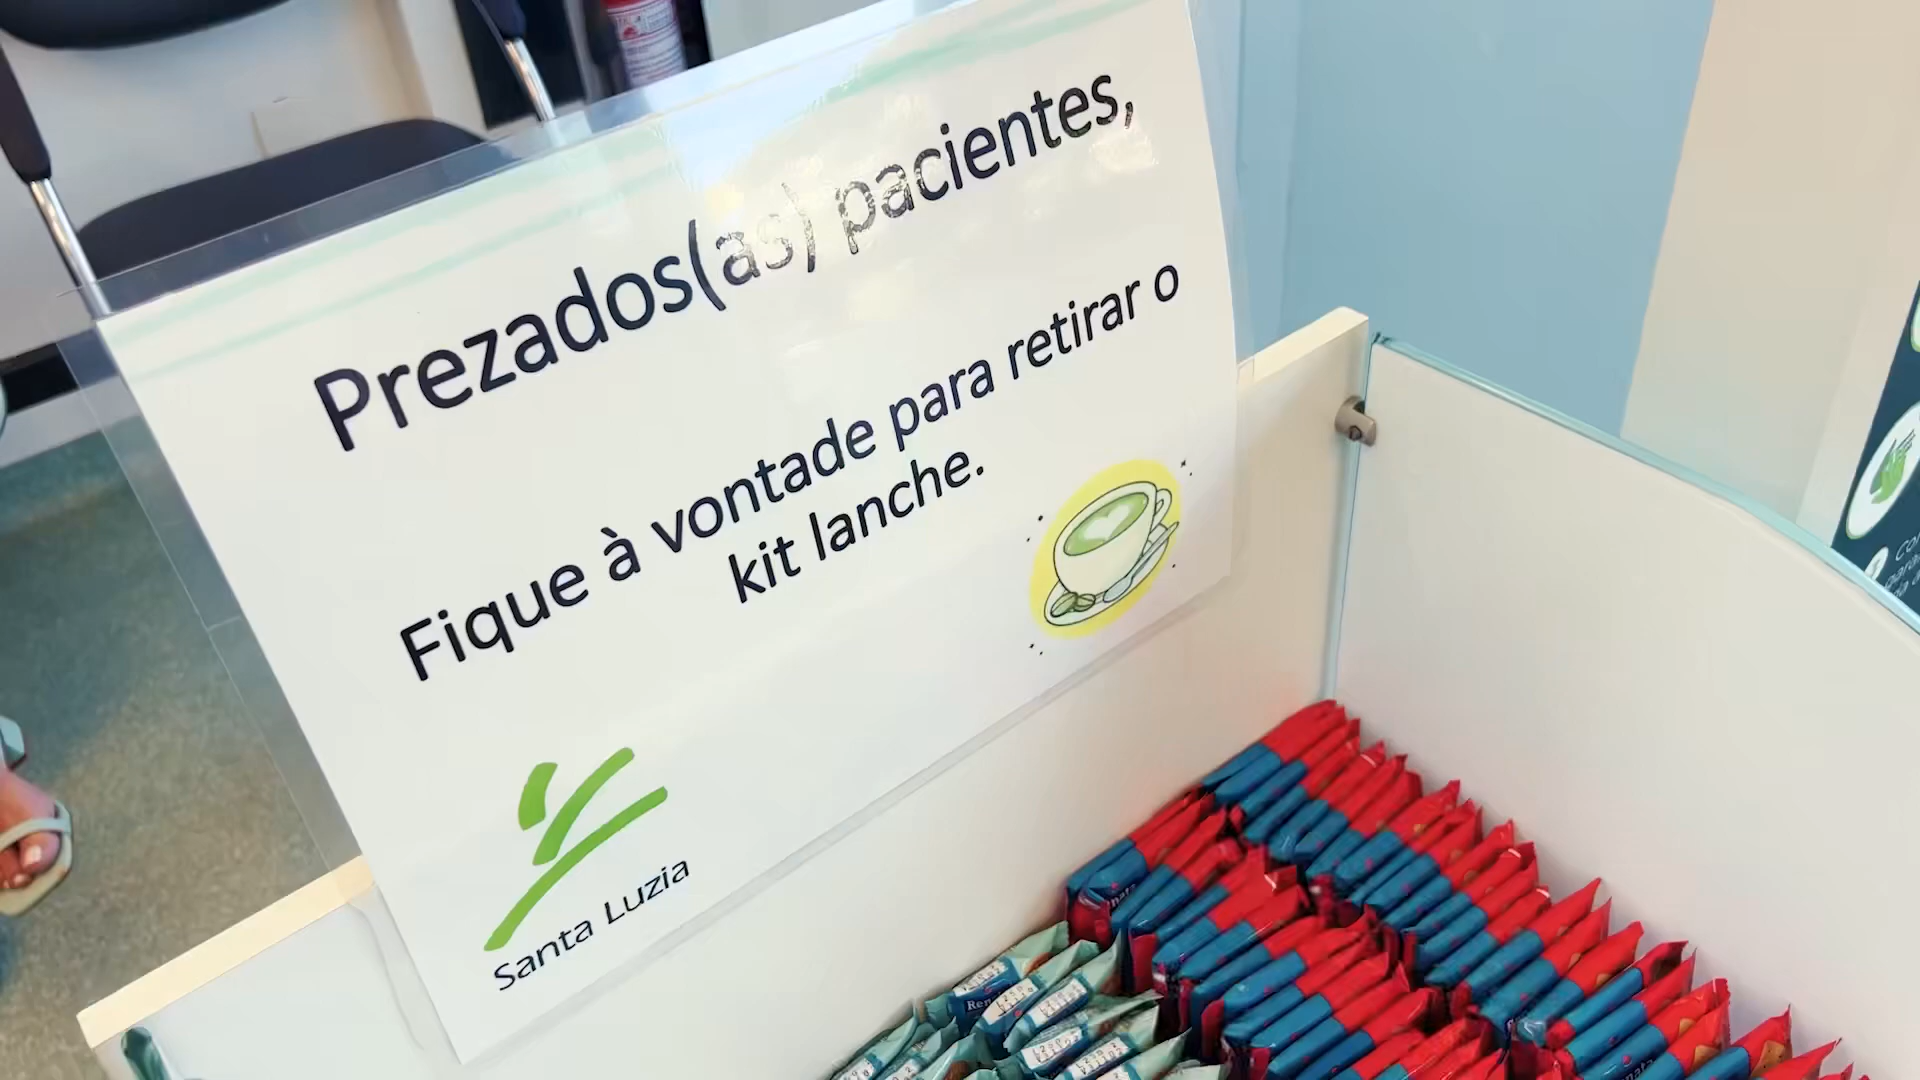 Prezados(as) pacientes,
Fique à vontade para retirar o
kit lanche.
Santa Luzia